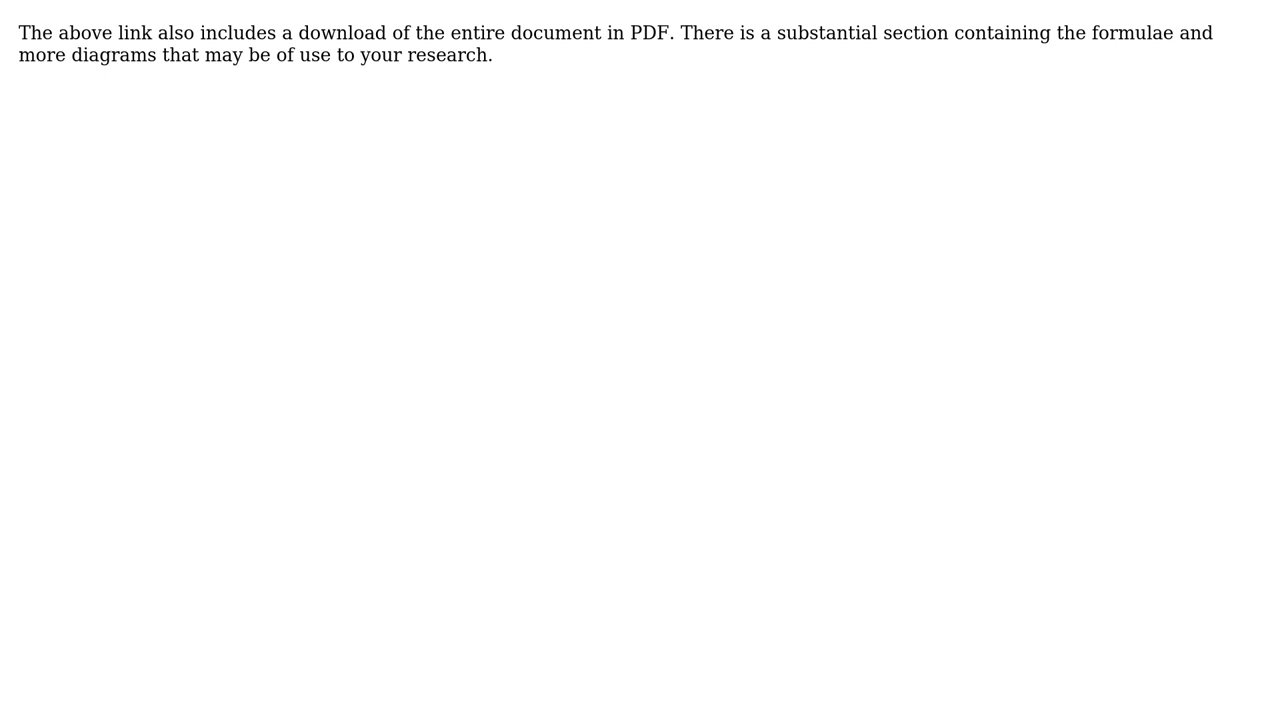 The above link also includes a download of the entire document in PDF. There is a substantial section containing the formulae and
more diagrams that may be of use to your research.